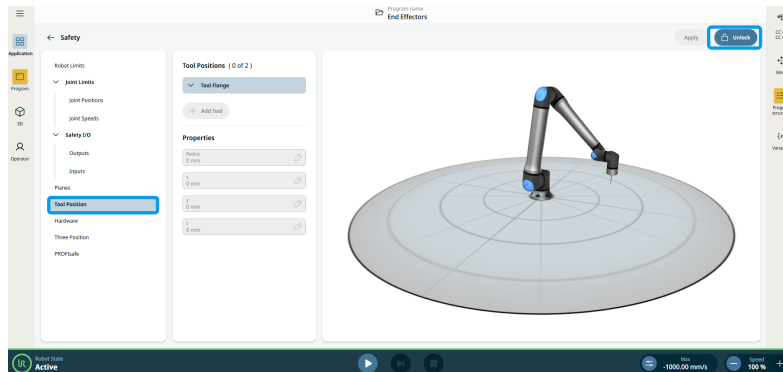 Program name
End Effectors
Safety
Apply
Unlock
Application
Program
3D
Operator
Robot Limits
Joint Limits
Joint Positions
Joint Speeds
Safety I/O
Outputs
Inputs
Planes
Tool Position
Hardware
Three Position
PROFIsafe
Tool Positions ( 0 of 2 )
Tool Flange
Add Tool
Properties
Radius
0 mm
X
0 mm
Y
0 mm
Z
0 mm
UR
Robot State
Active
Max
-1000.00 mm/s
Speed
100 %